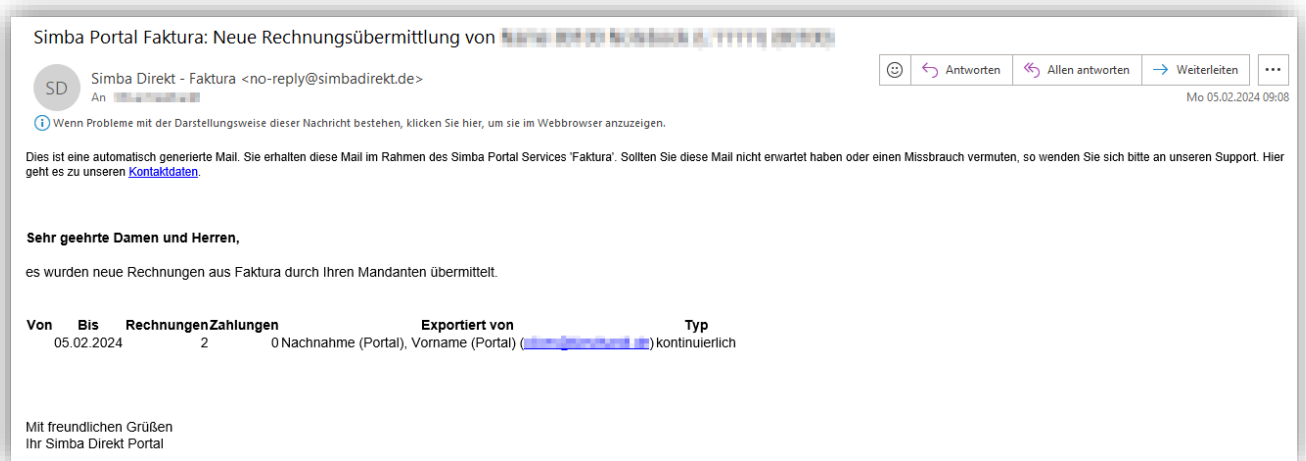 Simba Portal Faktura: Neue Rechnungsübermittlung von
SD
Simba Direkt - Faktura <no-reply@simbadirekt.de>
An
Antworten
Allen antworten
Weiterleiten
Mo 05.02.2024 09:08
Wenn Probleme mit der Darstellungsweise dieser Nachricht bestehen, klicken Sie hier, um sie im Webbrowser anzuzeigen.
Dies ist eine automatisch generierte Mail. Sie erhalten diese Mail im Rahmen des Simba Portal Services 'Faktura'. Sollten Sie diese Mail nicht erwartet haben oder einen Missbrauch vermuten, so wenden Sie sich bitte an unseren Support. Hier
geht es zu unseren Kontaktdaten.
Sehr geehrte Damen und Herren,
es wurden neue Rechnungen aus Faktura durch Ihren Mandanten übermittelt.
Von Bis Rechnungen Zahlungen Exportiert von Typ
05.02.2024 2 0 Nachnahme (Portal), Vorname (Portal) ( ) kontinuierlich
Mit freundlichen Grüßen
Ihr Simba Direkt Portal